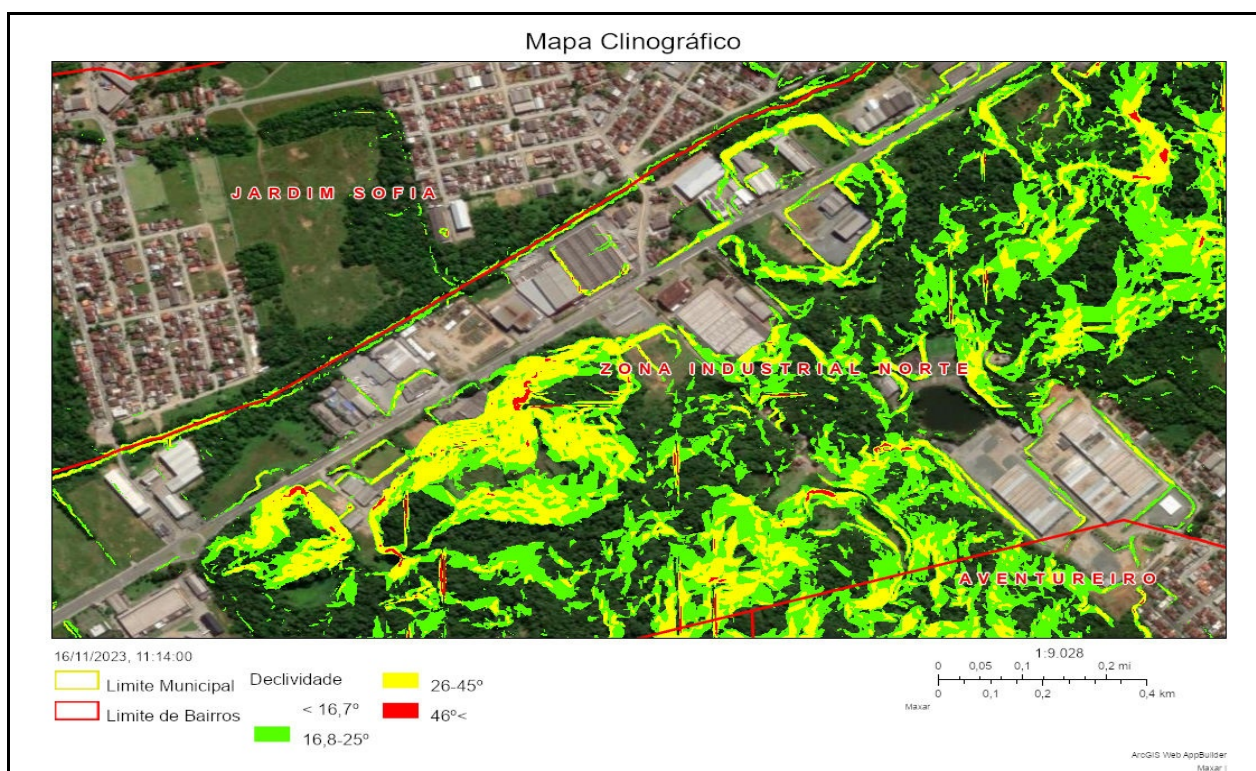 Mapa Clinográfico
JARDIM SOFIA
ZONA INDUSTRIAL NORTE
AVENTUREIRO
16/11/2023, 11:14:00
Limite Municipal
Limite de Bairros
Declividade
< 16,7º
16,8-25º
26-45º
46º<
1:9.028
0 0,05 0,1 0,2 mi
0 0,1 0,2 0,4 km
Maxar
ArcGIS Web AppBuilder
Maxar |